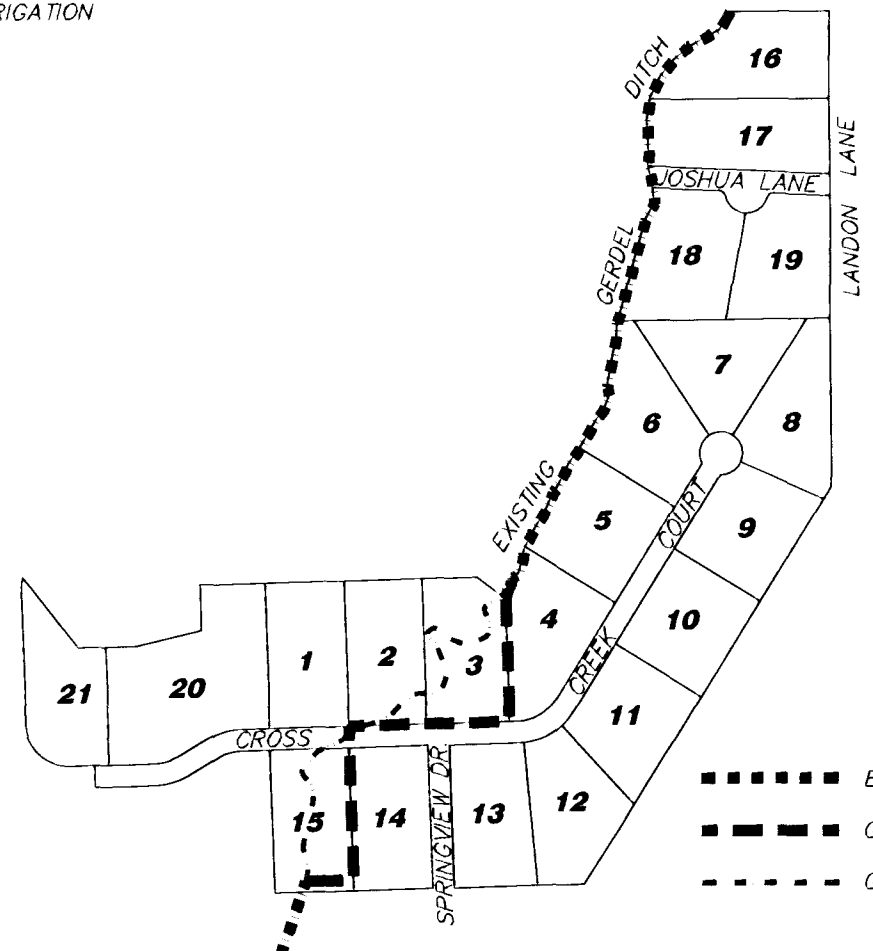 RIGATION
16
DITCH
17
LANDON LANE
JOSHUA LANE
18
19
GERDEL
7
6
8
EXISTING
5
COURT
9
4
10
1
2
3
CREEK
21
20
11
CROSS
15
14
SPRINGVIEW DR.
13
12